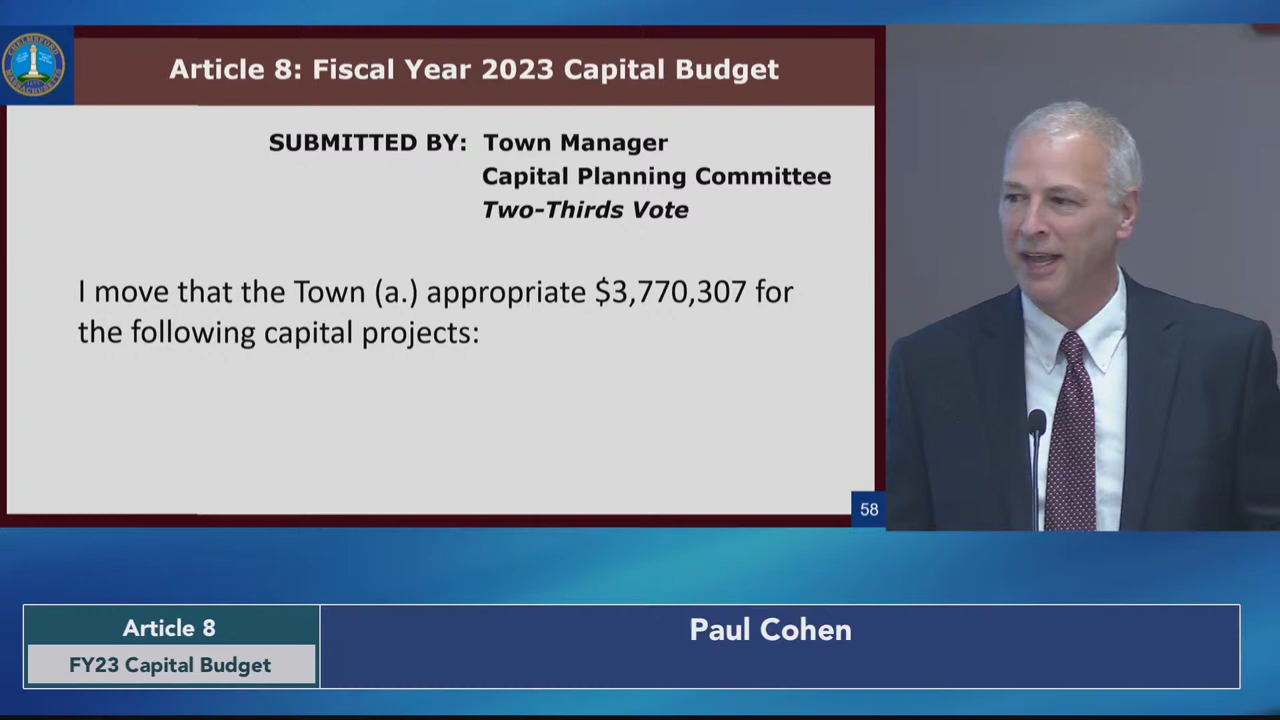 CHELMSFORD
MASSACHUSETTS
Article 8: Fiscal Year 2023 Capital Budget
SUBMITTED BY: Town Manager
Capital Planning Committee
Two-Thirds Vote
I move that the Town (a.) appropriate $3,770,307 for
the following capital projects:
58
Article 8
FY23 Capital Budget
Paul Cohen